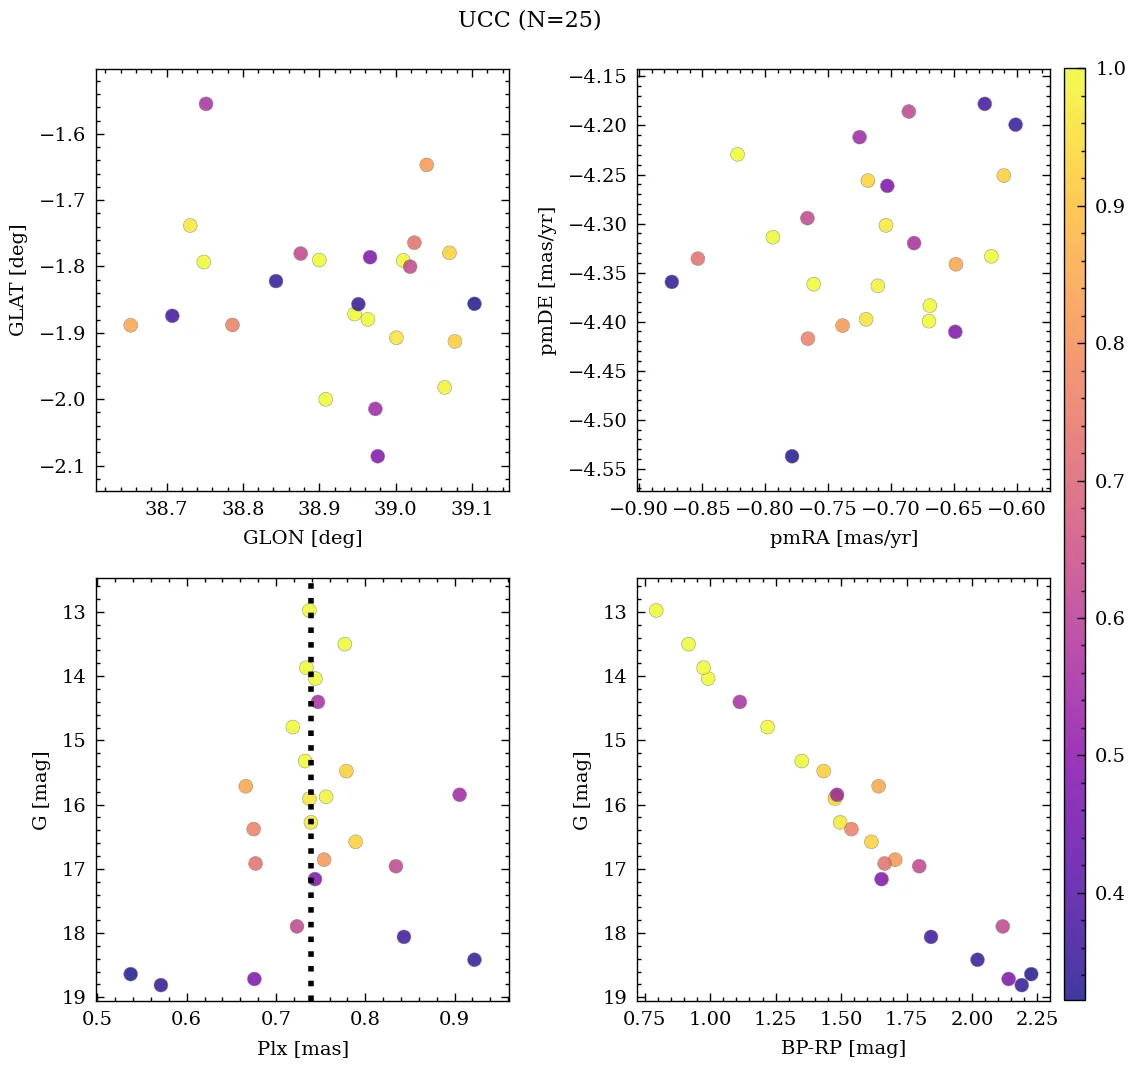 UCC (N=25)
−1.6
−1.7
−1.8
−1.9
−2.0
−2.1
GLAT [deg]
38.7 38.8 38.9 39.0 39.1
GLON [deg]
−4.15
−4.20
−4.25
−4.30
−4.35
−4.40
−4.45
−4.50
−4.55
pmDE [mas/yr]
−0.90 −0.85 −0.80 −0.75 −0.70 −0.65 −0.60
pmRA [mas/yr]
13
14
15
16
17
18
19
G [mag]
0.5 0.6 0.7 0.8 0.9
Plx [mas]
13
14
15
16
17
18
19
G [mag]
0.75 1.00 1.25 1.50 1.75 2.00 2.25
BP-RP [mag]
1.0
0.9
0.8
0.7
0.6
0.5
0.4